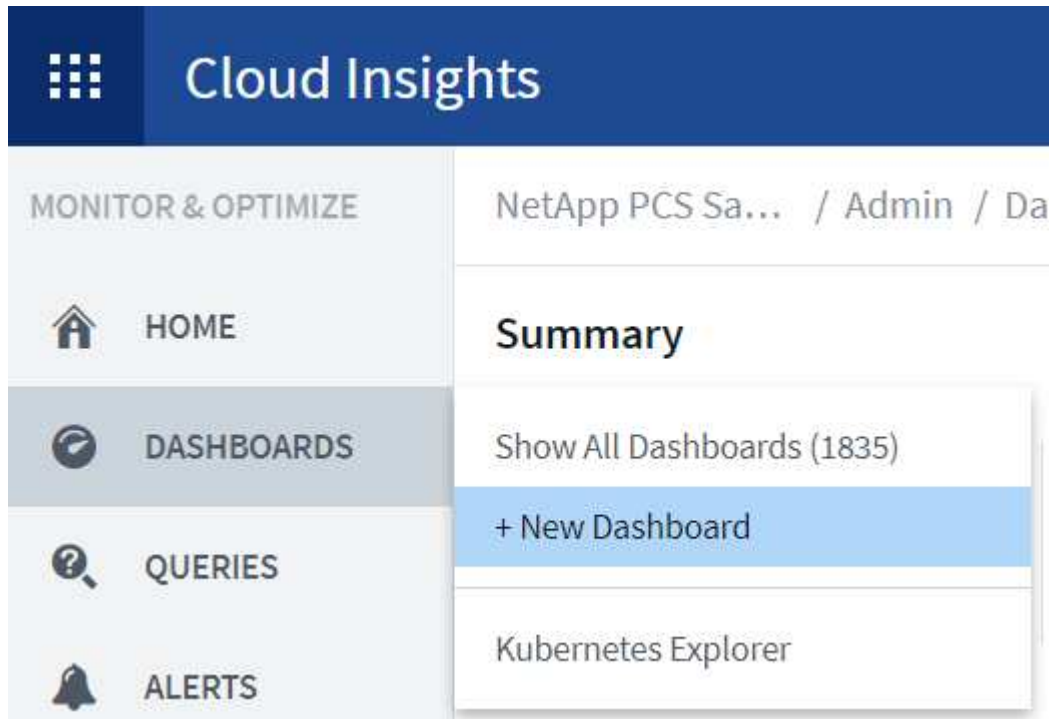 Cloud Insights
MONITOR & OPTIMIZE
NetApp PCS Sa... / Admin / Da
HOME
Summary
DASHBOARDS
Show All Dashboards (1835)
+ New Dashboard
QUERIES
Kubernetes Explorer
ALERTS